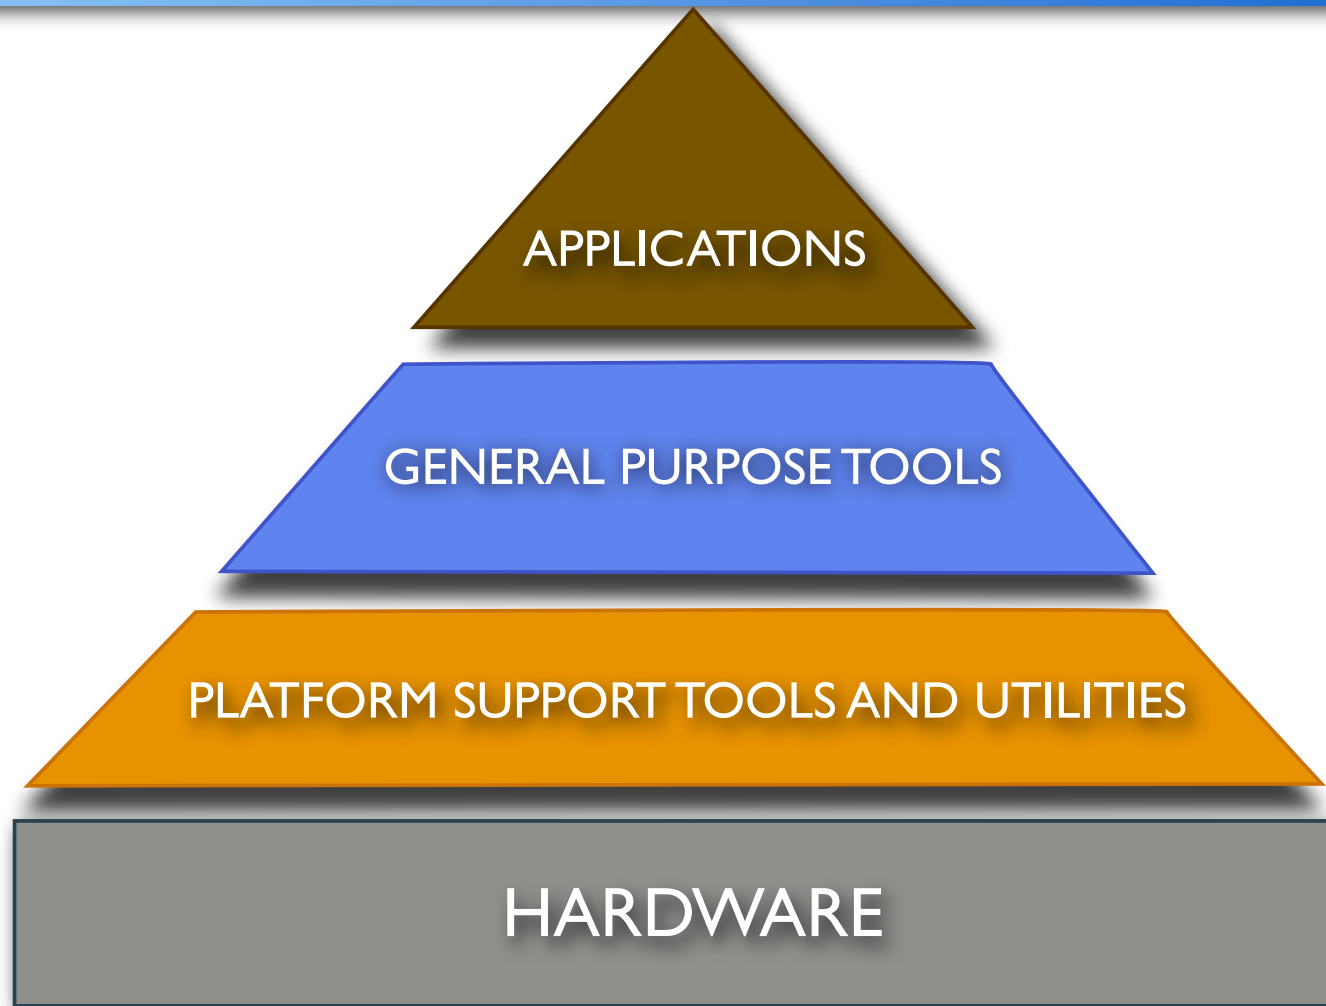 APPLICATIONS
GENERAL PURPOSE TOOLS
PLATFORM SUPPORT TOOLS AND UTILITIES
HARDWARE